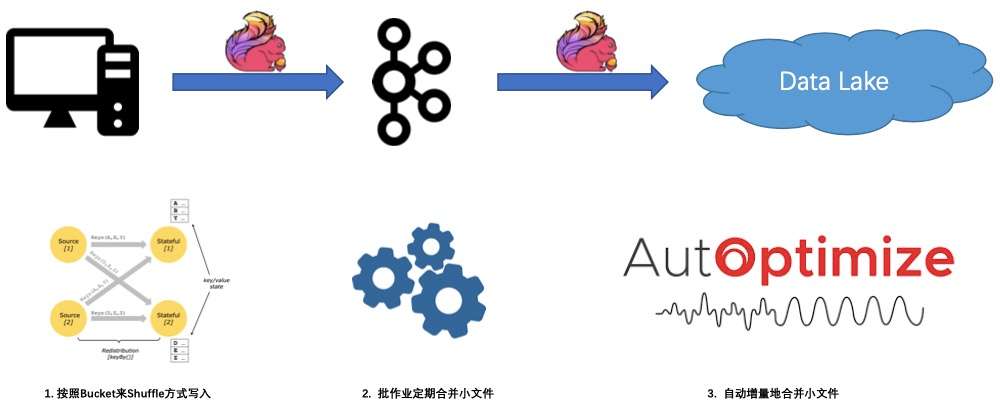 Data Lake
A ...
B ...
Y ...
Source
[1]
Stateful
[1]
key/value
state
Source
[2]
Stateful
[2]
Redistribution
[keyBy()]
D ...
E ...
AutOptimize
1. 按照Bucket来Shuffle方式写入
2. 批作业定期合并小文件
3. 自动增量地合并小文件